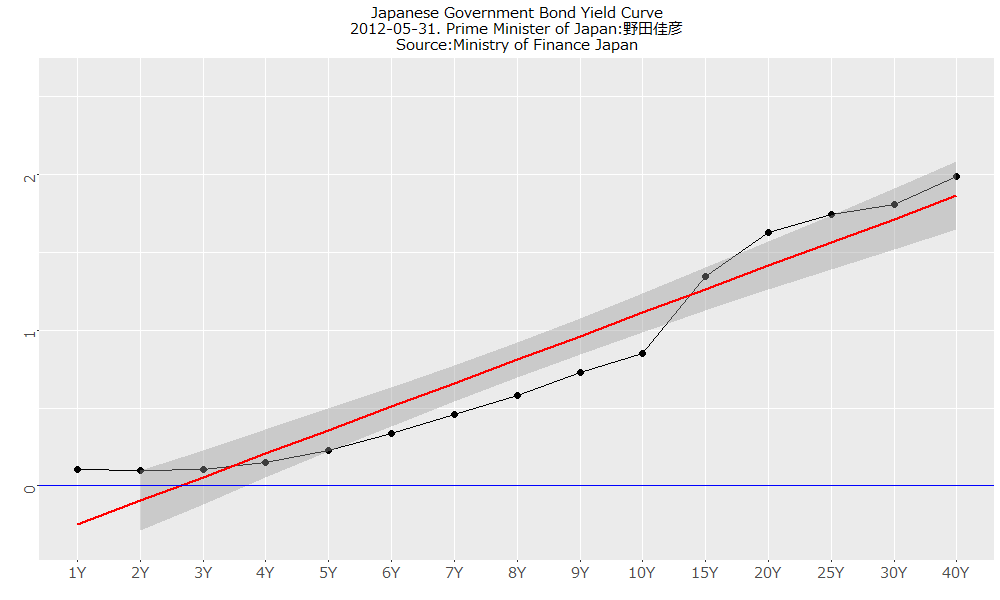 Japanese Government Bond Yield Curve
2012-05-31. Prime Minister of Japan:野田佳彦
Source:Ministry of Finance Japan
2
1
0
1Y 2Y 3Y 4Y 5Y 6Y 7Y 8Y 9Y 10Y 15Y 20Y 25Y 30Y 40Y